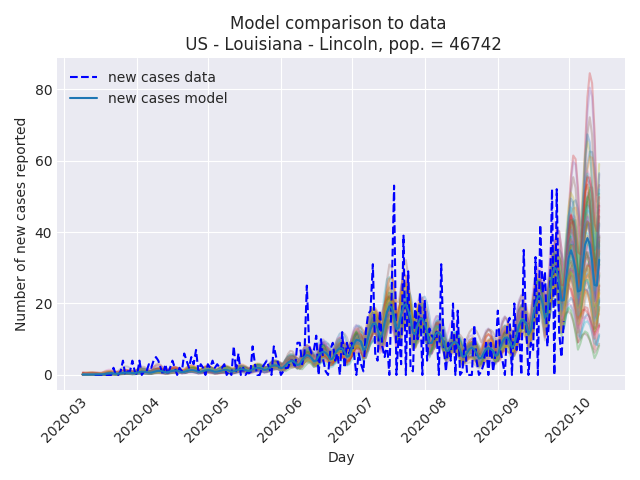 Model comparison to data
US - Louisiana - Lincoln, pop. = 46742
new cases data
new cases model
Number of new cases reported
80
60
40
20
0
2020-03
2020-04
2020-05
2020-06
2020-07
2020-08
2020-09
2020-10
Day